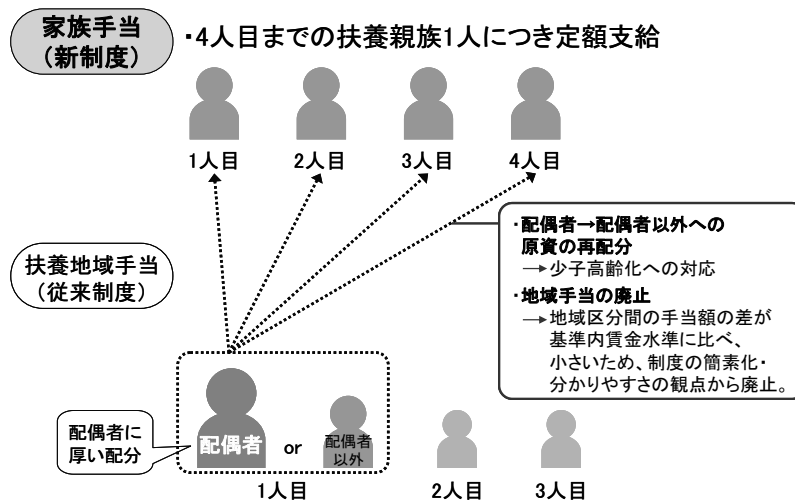 家族手当
(新制度)
・4人目までの扶養親族1人につき定額支給
1人目
2人目
3人目
4人目
・配偶者→配偶者以外への
原資の再配分
→少子高齢化への対応
・地域手当の廃止
→地域区分間の手当額の差が
基準内賃金水準に比べ、
小さいため、制度の簡素化・
分かりやすさの観点から廃止。
扶養地域手当
(従来制度)
配偶者に
厚い配分
配偶者
or
配偶者
以外
1人目
2人目
3人目